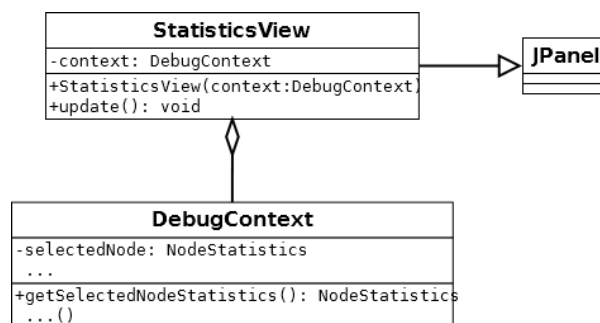 StatisticsView
-context: DebugContext
+StatisticsView(context:DebugContext)
+update(): void
JPanel
DebugContext
-selectedNode: NodeStatistics
...
+getSelectedNodeStatistics(): NodeStatistics
...()